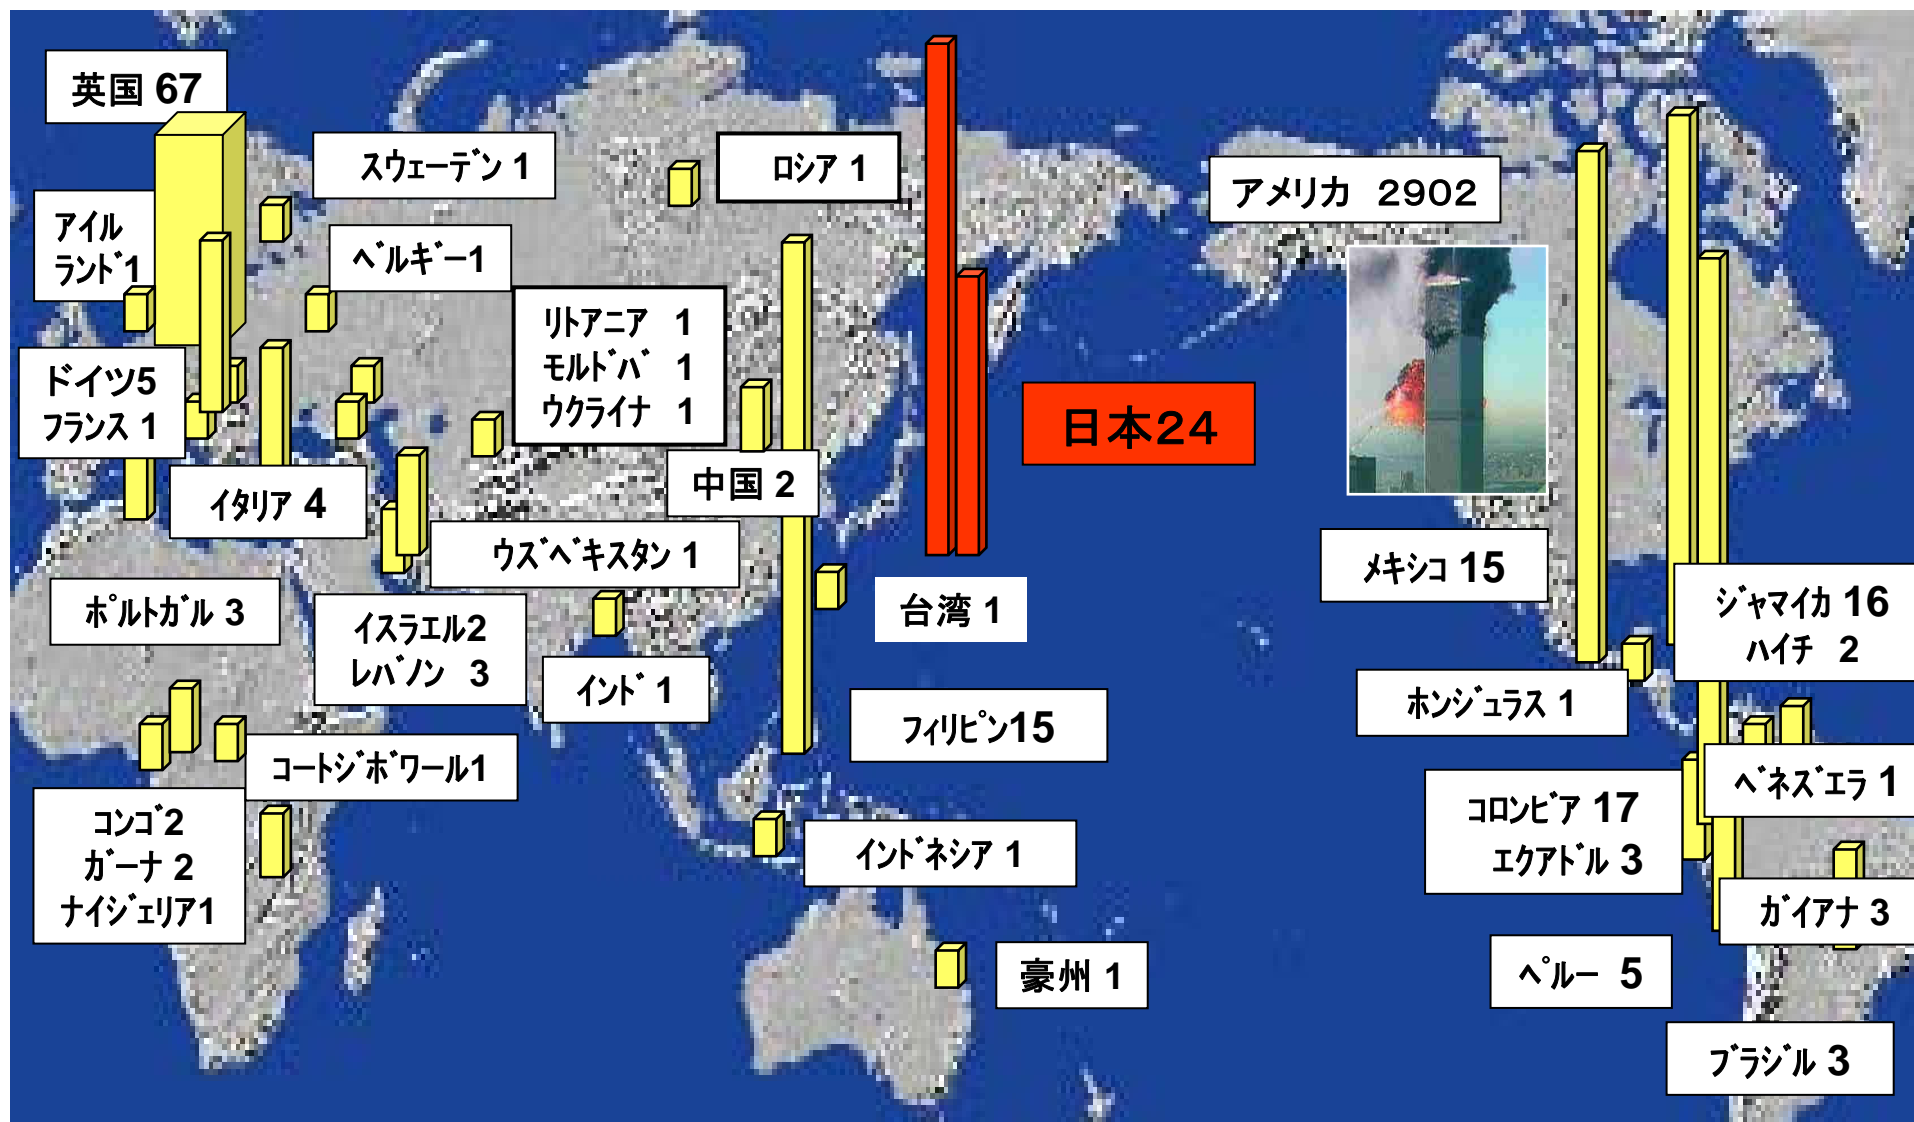 英国 67
スウェーデン 1
ロシア 1
アメリカ 2902
アイル
ランド1
ベルギー1
リトアニア 1
モルドバ 1
ウクライナ 1
ドイツ5
フランス 1
日本24
イタリア 4
中国 2
ウズベキスタン 1
メキシコ 15
ポルトガル 3
イスラエル2
レバノン 3
台湾 1
ジャマイカ 16
ハイチ 2
インド 1
フィリピン15
ホンジュラス 1
コートジボワール1
ベネズエラ 1
コンゴ2
ガーナ 2
ナイジェリア1
コロンビア 17
エクアドル 3
インドネシア 1
ガイアナ 3
豪州 1
ペルー 5
ブラジル 3